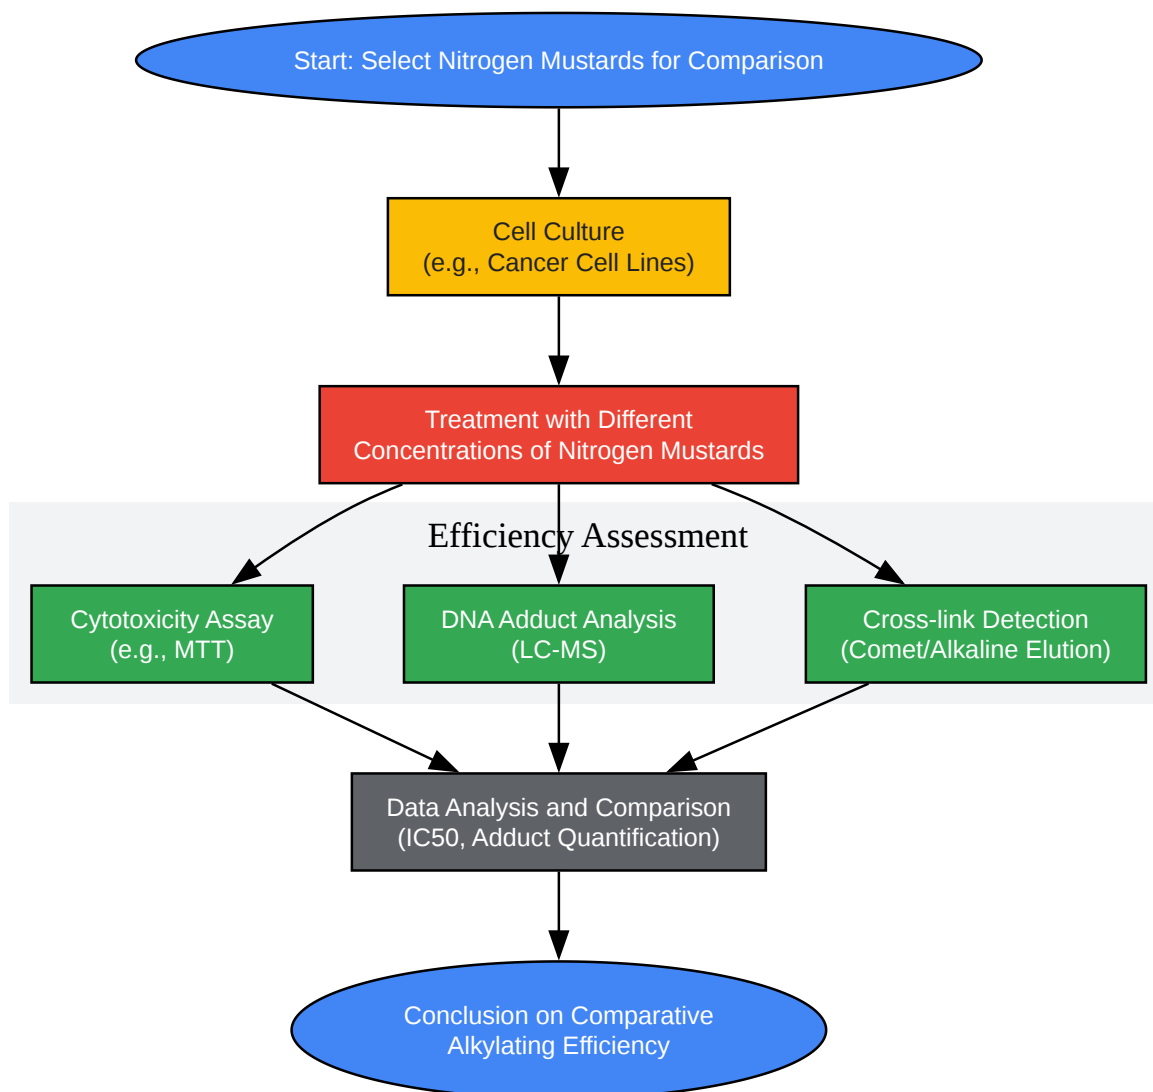 Start: Select Nitrogen Mustards for Comparison
Cell Culture
(e.g., Cancer Cell Lines)
Treatment with Different
Concentrations of Nitrogen Mustards
Efficiency Assessment
Cytotoxicity Assay
(e.g., MTT)
DNA Adduct Analysis
(LC-MS)
Cross-link Detection
(Comet/Alkaline Elution)
Data Analysis and Comparison
(IC50, Adduct Quantification)
Conclusion on Comparative
Alkylating Efficiency